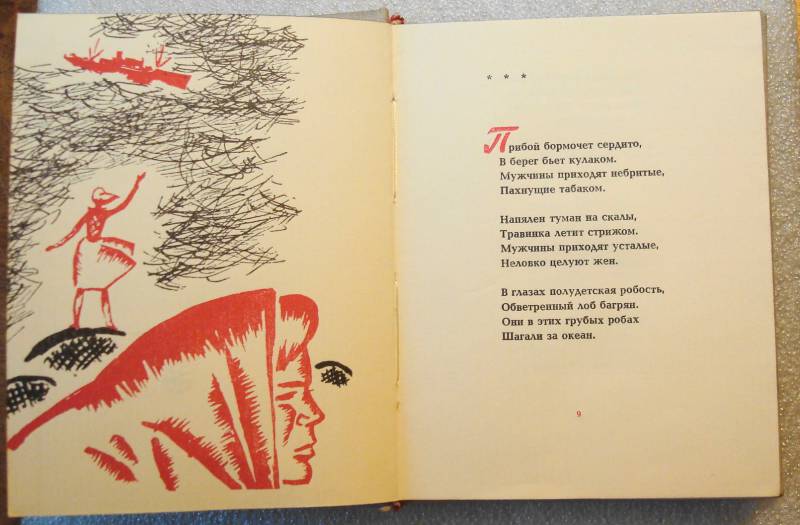 * * *
Прибой бормочет сердито,
В берег бьет кулаком.
Мужчины приходят небритые,
Пахнущие табаком.
Напялен туман на скалы,
Травинка летит стрижом.
Мужчины приходят усталые,
Неловко целуют жен.
В глазах полудетская робость,
Обветренный лоб багрян.
Они в этих грубых робах
Шагали за океан.
9